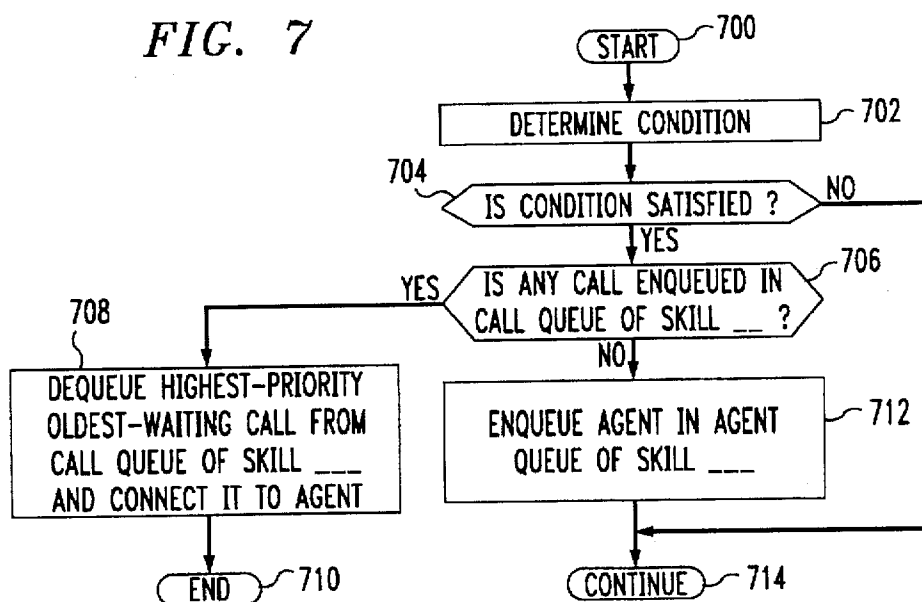 FIG. 7
START
700
DETERMINE CONDITION
702
704
IS CONDITION SATISFIED ?
NO
YES
706
IS ANY CALL ENQUEUED IN
CALL QUEUE OF SKILL __ ?
YES
NO
708
DEQUEUE HIGHEST-PRIORITY
OLDEST-WAITING CALL FROM
CALL QUEUE OF SKILL ___
AND CONNECT IT TO AGENT
712
ENQUEUE AGENT IN AGENT
QUEUE OF SKILL ___
END
710
CONTINUE
714